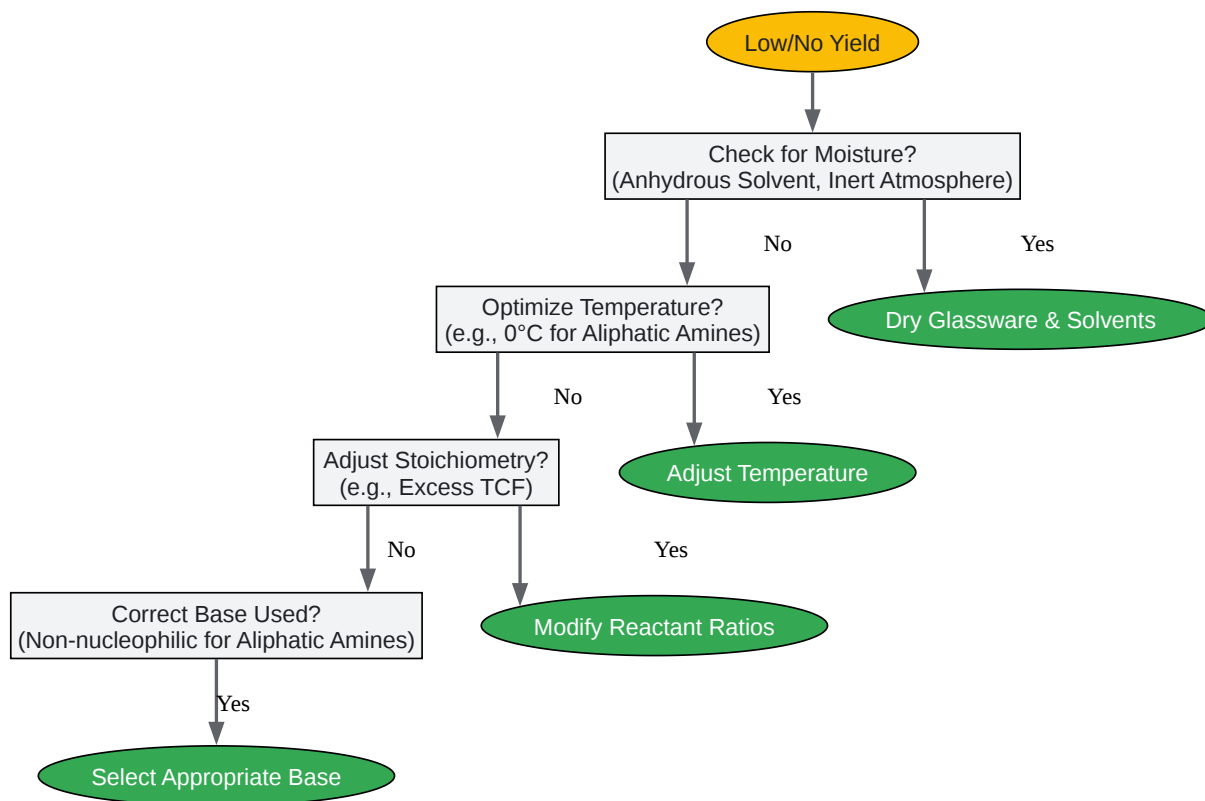 Low/No Yield
Check for Moisture?
(Anhydrous Solvent, Inert Atmosphere)
No
Yes
Optimize Temperature?
(e.g., 0°C for Aliphatic Amines)
Dry Glassware & Solvents
No
Yes
Adjust Stoichiometry?
(e.g., Excess TCF)
Adjust Temperature
No
Yes
Correct Base Used?
(Non-nucleophilic for Aliphatic Amines)
Modify Reactant Ratios
Yes
Select Appropriate Base